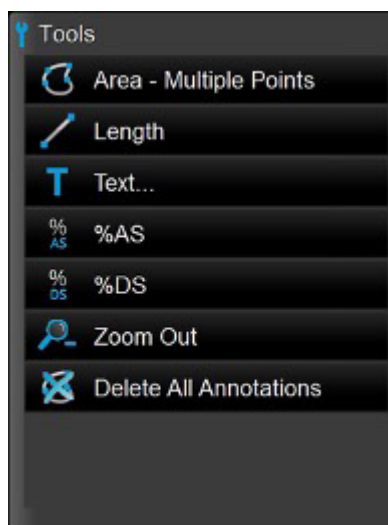 Tools
Area - Multiple Points
Length
T Text...
% AS %AS
% DS %DS
Zoom Out
Delete All Annotations